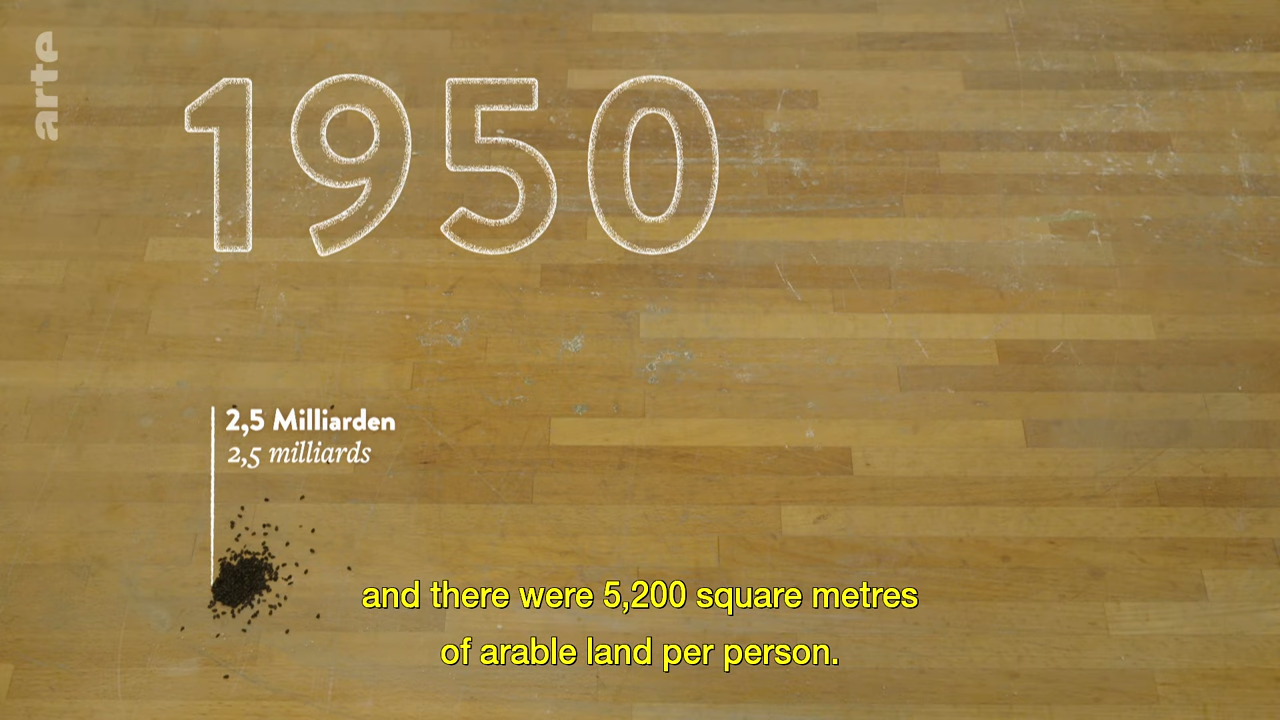 arte
1950
2,5 Milliarden
2,5 milliards
and there were 5,200 square metres
of arable land per person.